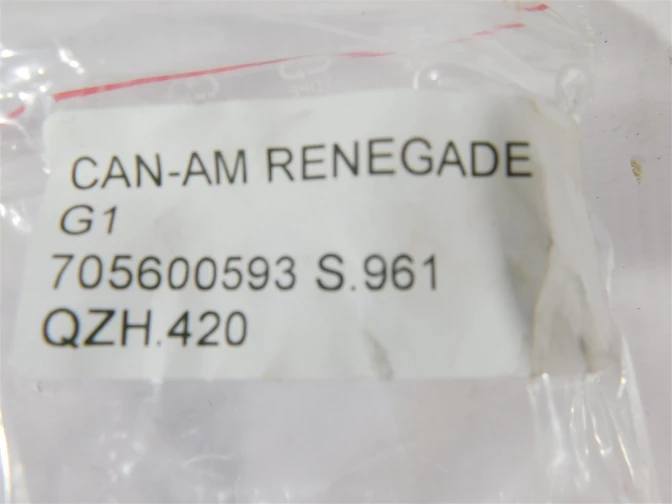 CAN-AM RENEGADE
G1
705600593 S.961
QZH.420